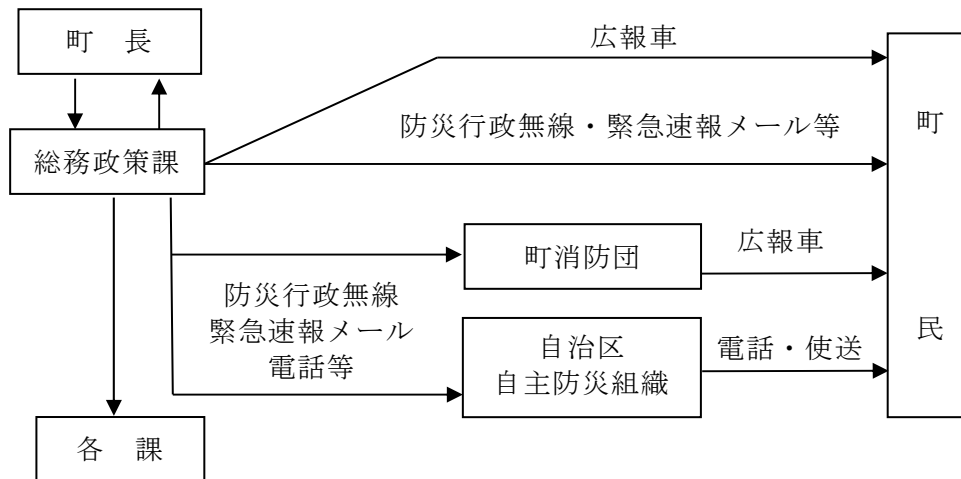 町　長
広報車
防災行政無線・緊急速報メール等
総務政策課
町消防団
広報車
防災行政無線
緊急速報メール
電話等
自治区
自主防災組織
電話・使送
各　課
町
民